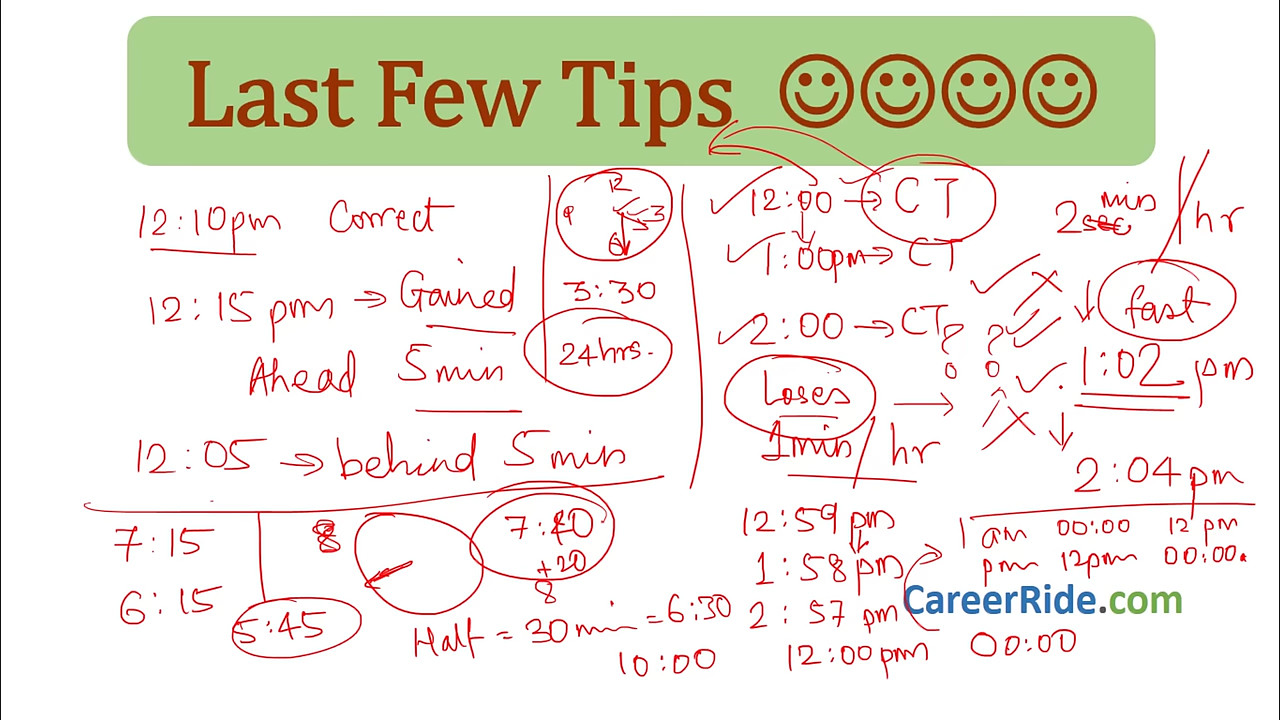 Last Few Tips
12:10pm Correct
12:15 pm → Gained
Ahead 5min
12:05 → behind 5 min
12
9 3
6
3:30
24hrs.
12:00 → CT
1:00pm → CT
2:00 → CT
Loses →
1min / hr
12:59 pm
1:58 pm
2:57 pm
12:00 pm 00:00
2 sec min / hr
fast
1:02 pm
2:04 pm
1 am 00:00 12 pm
pm 12pm 00:00
CareerRide.com
7:15
6:15
5:45
8
7:40
+20
8
Half = 30 min = 6:30
10:00